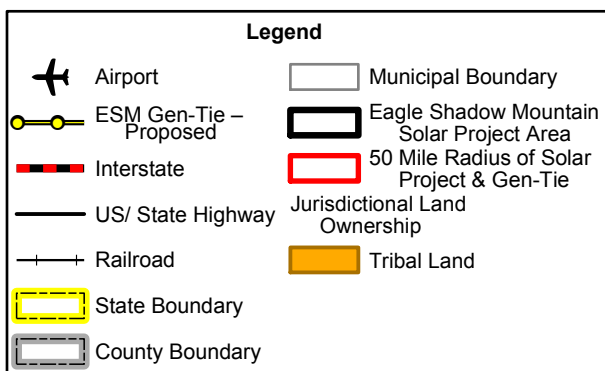 Legend
Airport
ESM Gen-Tie –
Proposed
Interstate
US/ State Highway
Railroad
State Boundary
County Boundary
Municipal Boundary
Eagle Shadow Mountain
Solar Project Area
50 Mile Radius of Solar
Project & Gen-Tie
Jurisdictional Land
Ownership
Tribal Land